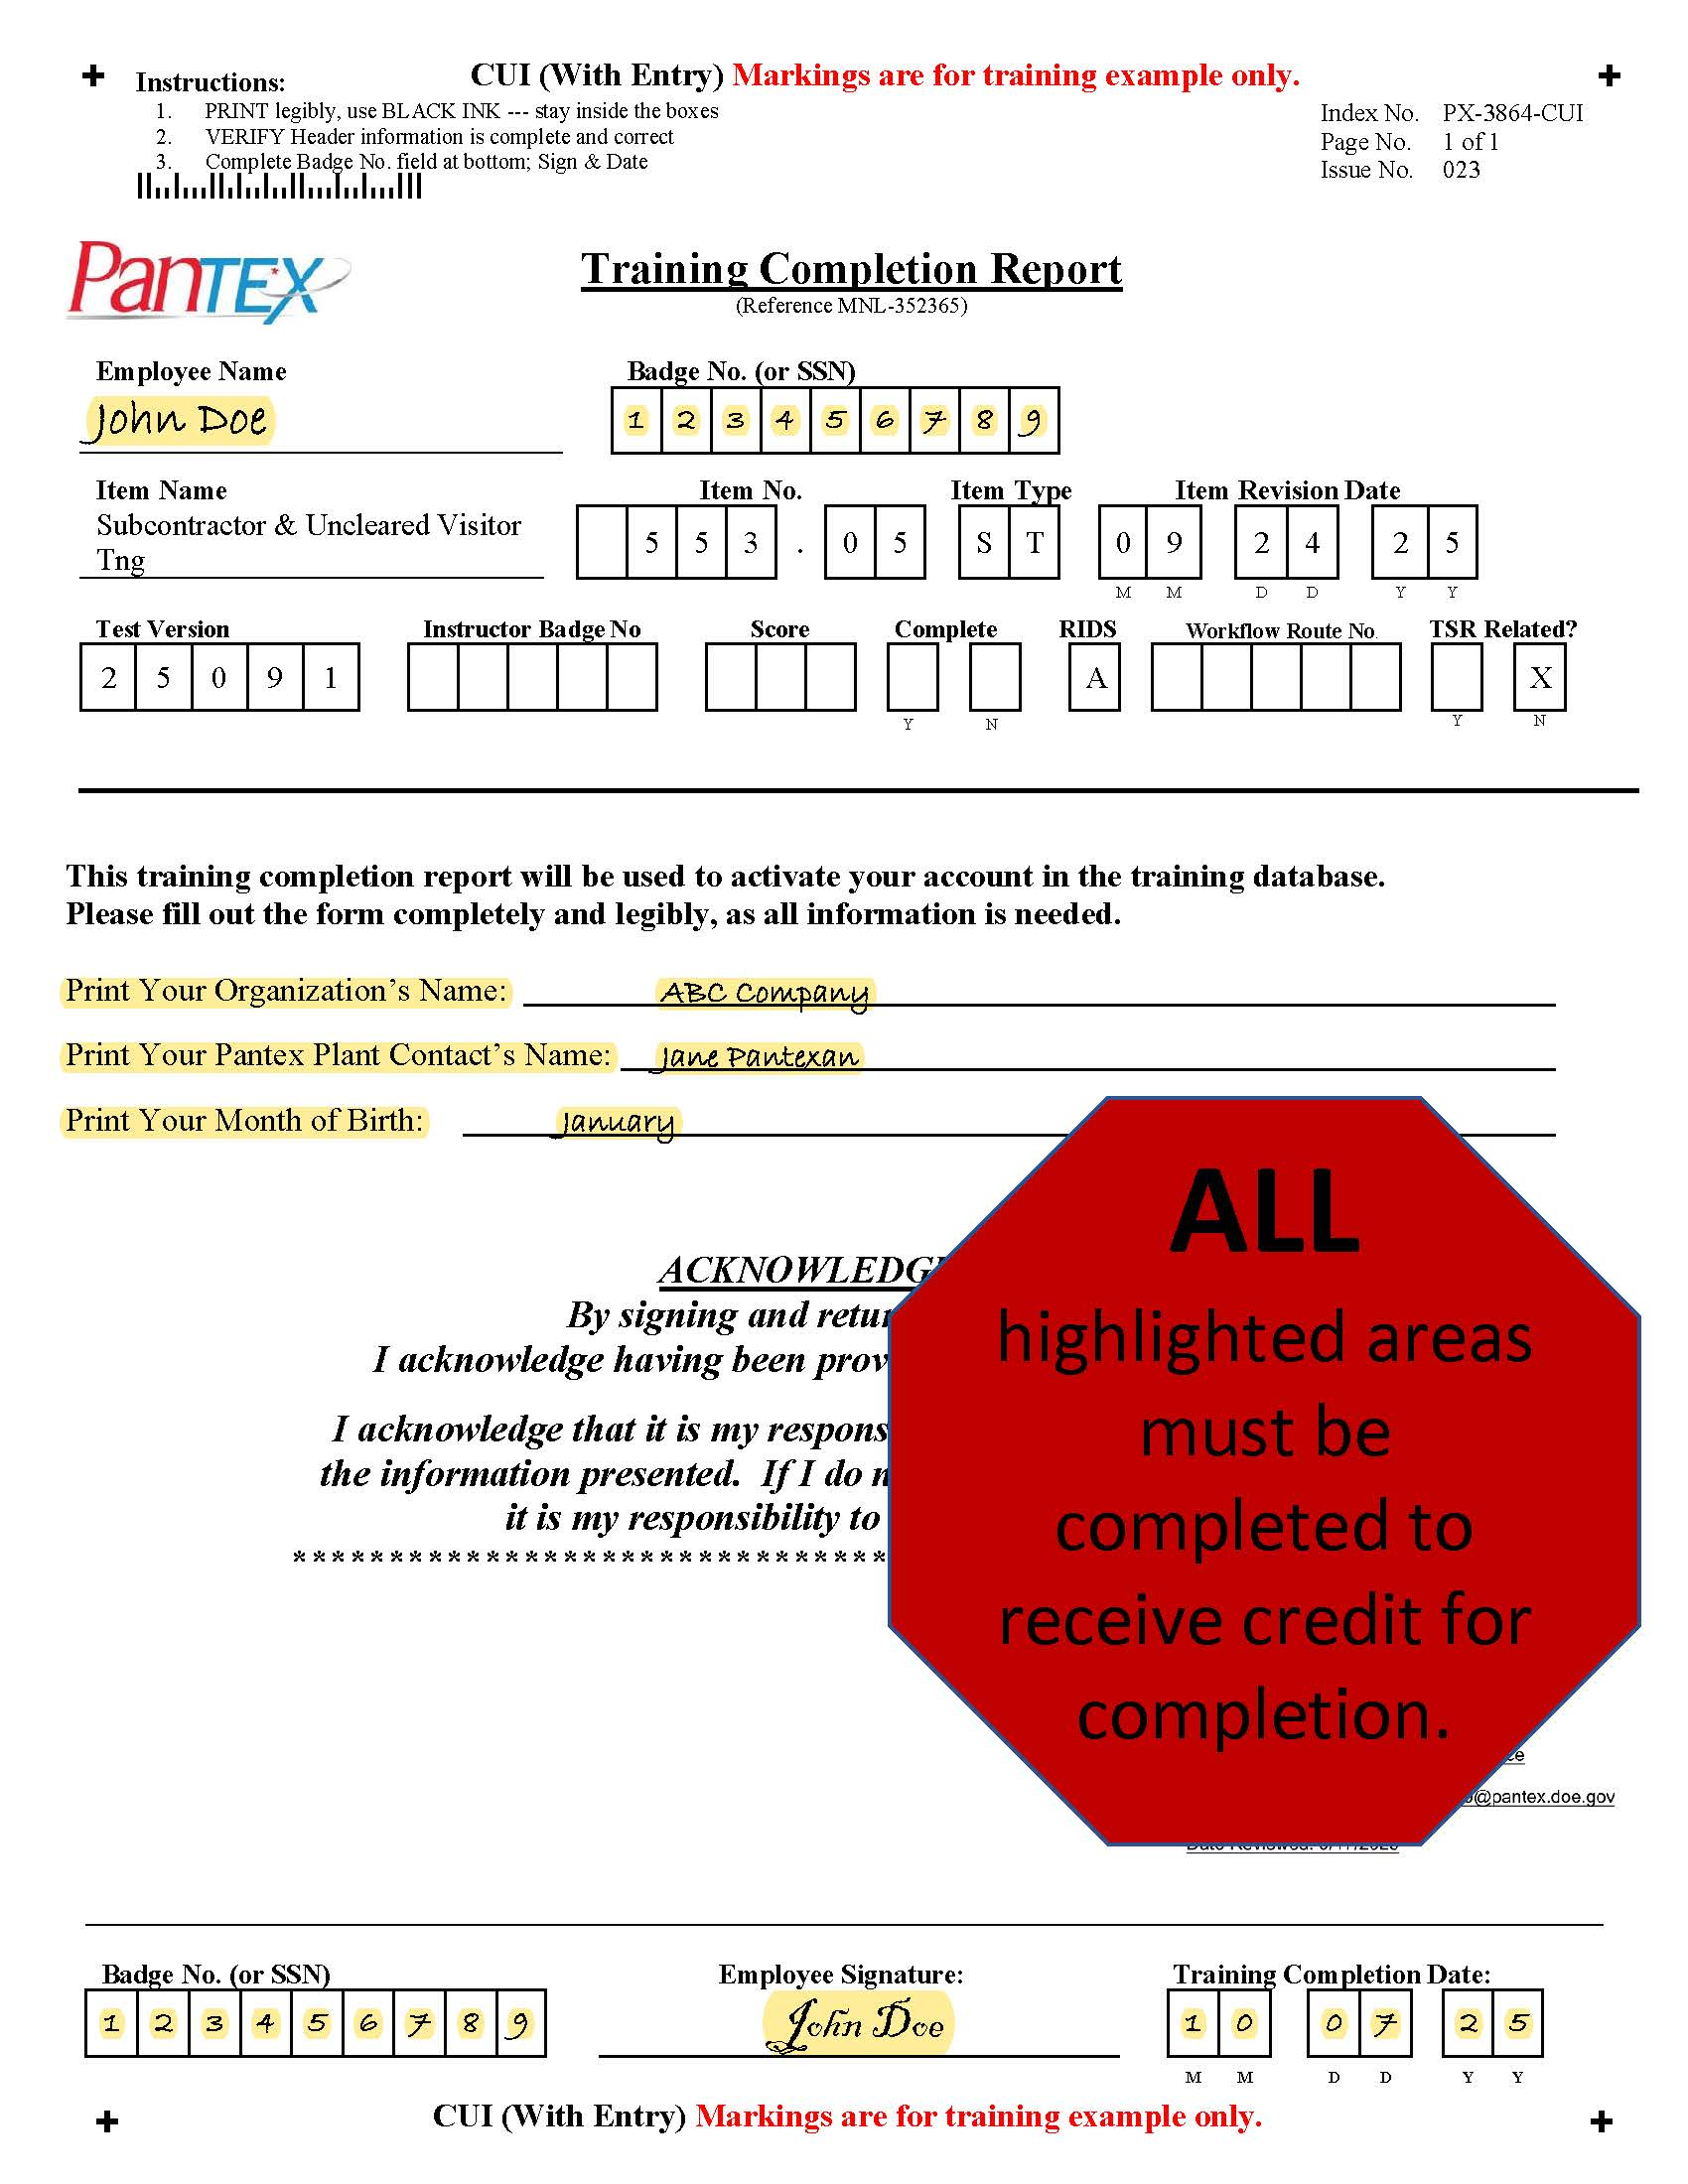 CUI (With Entry) Markings are for training example only.
Instructions:
1. PRINT legibly, use BLACK INK --- stay inside the boxes
2. VERIFY Header information is complete and correct
3. Complete Badge No. field at bottom; Sign & Date
Index No. PX-3864-CUI
Page No. 1 of 1
Issue No. 023
PANTEX
Training Completion Report
(Reference MNL-352365)
Employee Name Badge No. (or SSN)
John Doe 1 2 3 4 5 6 7 8 9
Item Name Item No. Item Type Item Revision Date
Subcontractor & Uncleared Visitor
Tng
5 5 3 . 0 5 S T 0 9 2 4 2 5
M M D D Y Y
Test Version Instructor Badge No Score Complete RIDS Workflow Route No. TSR Related?
2 5 0 9 1 A X
Y N Y N
This training completion report will be used to activate your account in the training database.
Please fill out the form completely and legibly, as all information is needed.
Print Your Organization's Name: ABC Company
Print Your Pantex Plant Contact's Name: Jane Pantexan
Print Your Month of Birth: January
ACKNOWLEDG
By signing and retur
I acknowledge having been prov
I acknowledge that it is my respons
the information presented. If I do n
it is my responsibility to
*******************************
ALL
highlighted areas
must be
completed to
receive credit for
completion.
@pantex.doe.gov
Badge No. (or SSN) Employee Signature: Training Completion Date:
1 2 3 4 5 6 7 8 9 John Doe 1 0 0 7 2 5
M M D D Y Y
CUI (With Entry) Markings are for training example only.